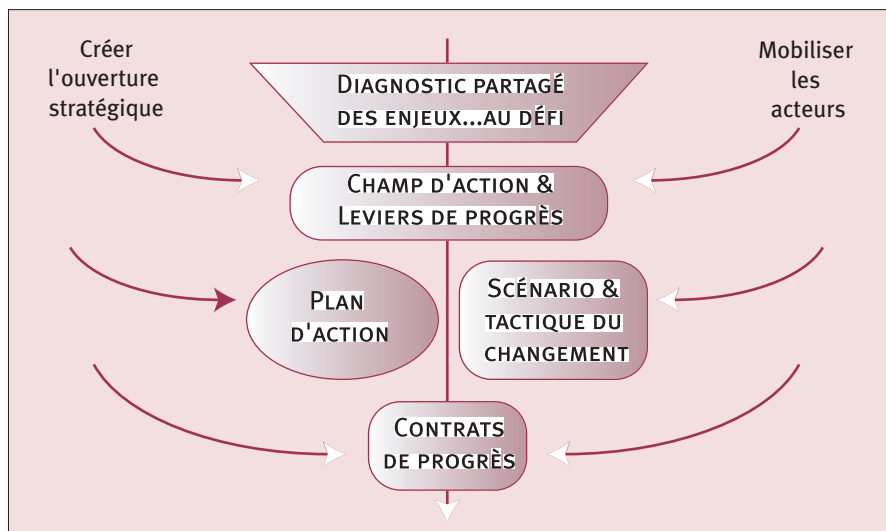 Créer
l'ouverture
stratégique
Mobiliser
les
acteurs
DIAGNOSTIC PARTAGÉ
DES ENJEUX...AU DÉFI
CHAMP D'ACTION &
LEVIERS DE PROGRÈS
PLAN
D'ACTION
SCÉNARIO &
TACTIQUE DU
CHANGEMENT
CONTRATS
DE PROGRÈS